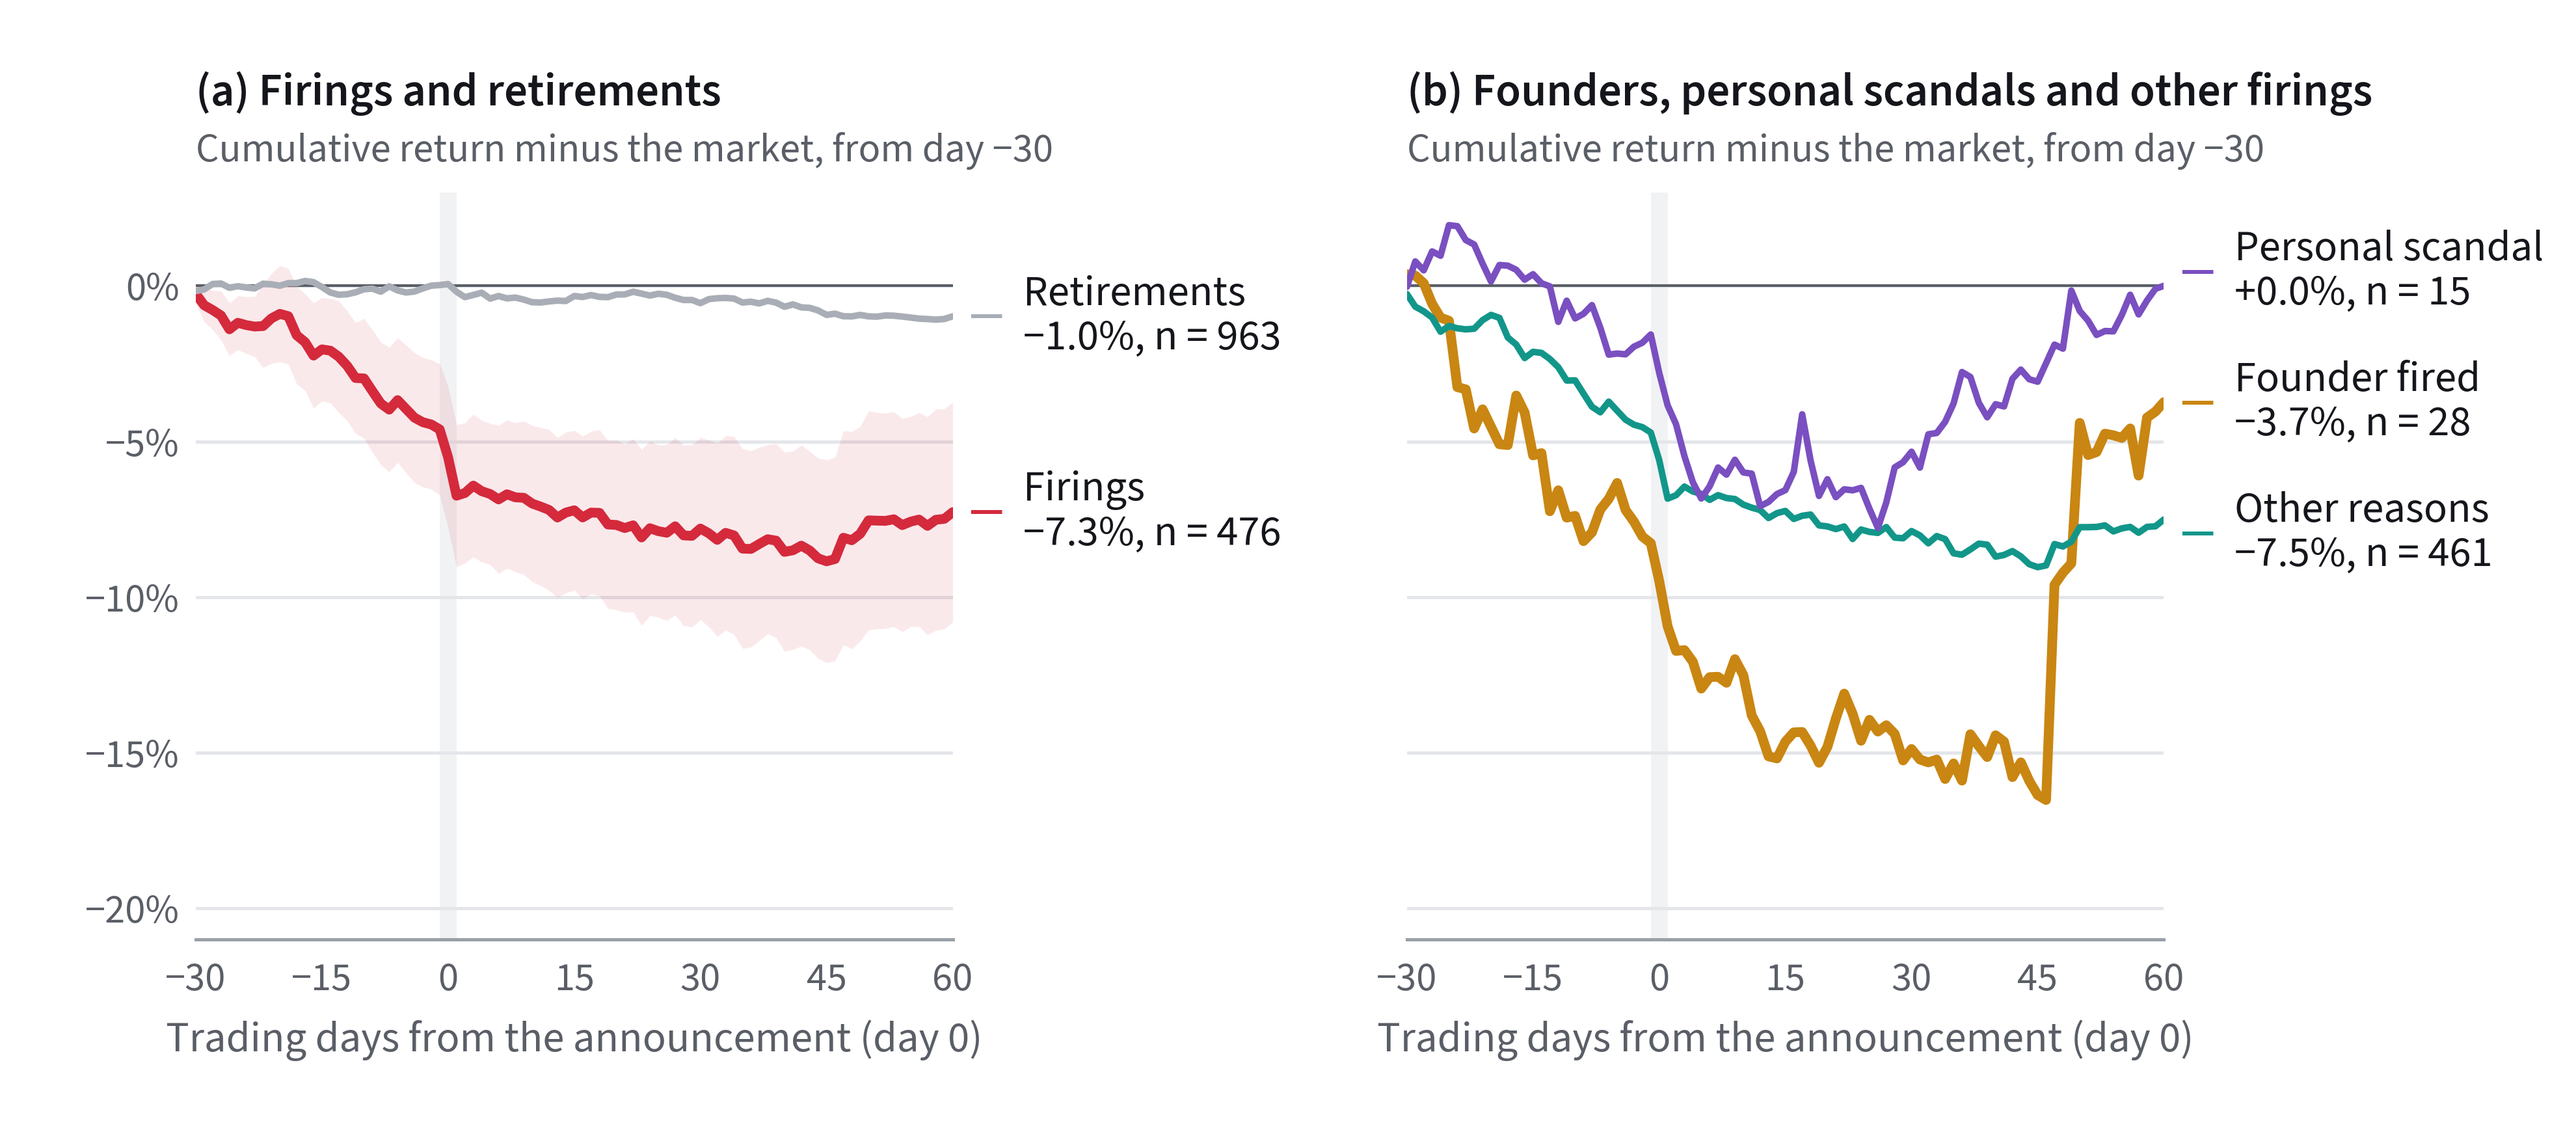 (a) Firings and retirements
Cumulative return minus the market, from day −30
0%
−5%
−10%
−15%
−20%
Retirements
−1.0%, n = 963
Firings
−7.3%, n = 476
−30 −15 0 15 30 45 60
Trading days from the announcement (day 0)
(b) Founders, personal scandals and other firings
Cumulative return minus the market, from day −30
Personal scandal
+0.0%, n = 15
Founder fired
−3.7%, n = 28
Other reasons
−7.5%, n = 461
−30 −15 0 15 30 45 60
Trading days from the announcement (day 0)